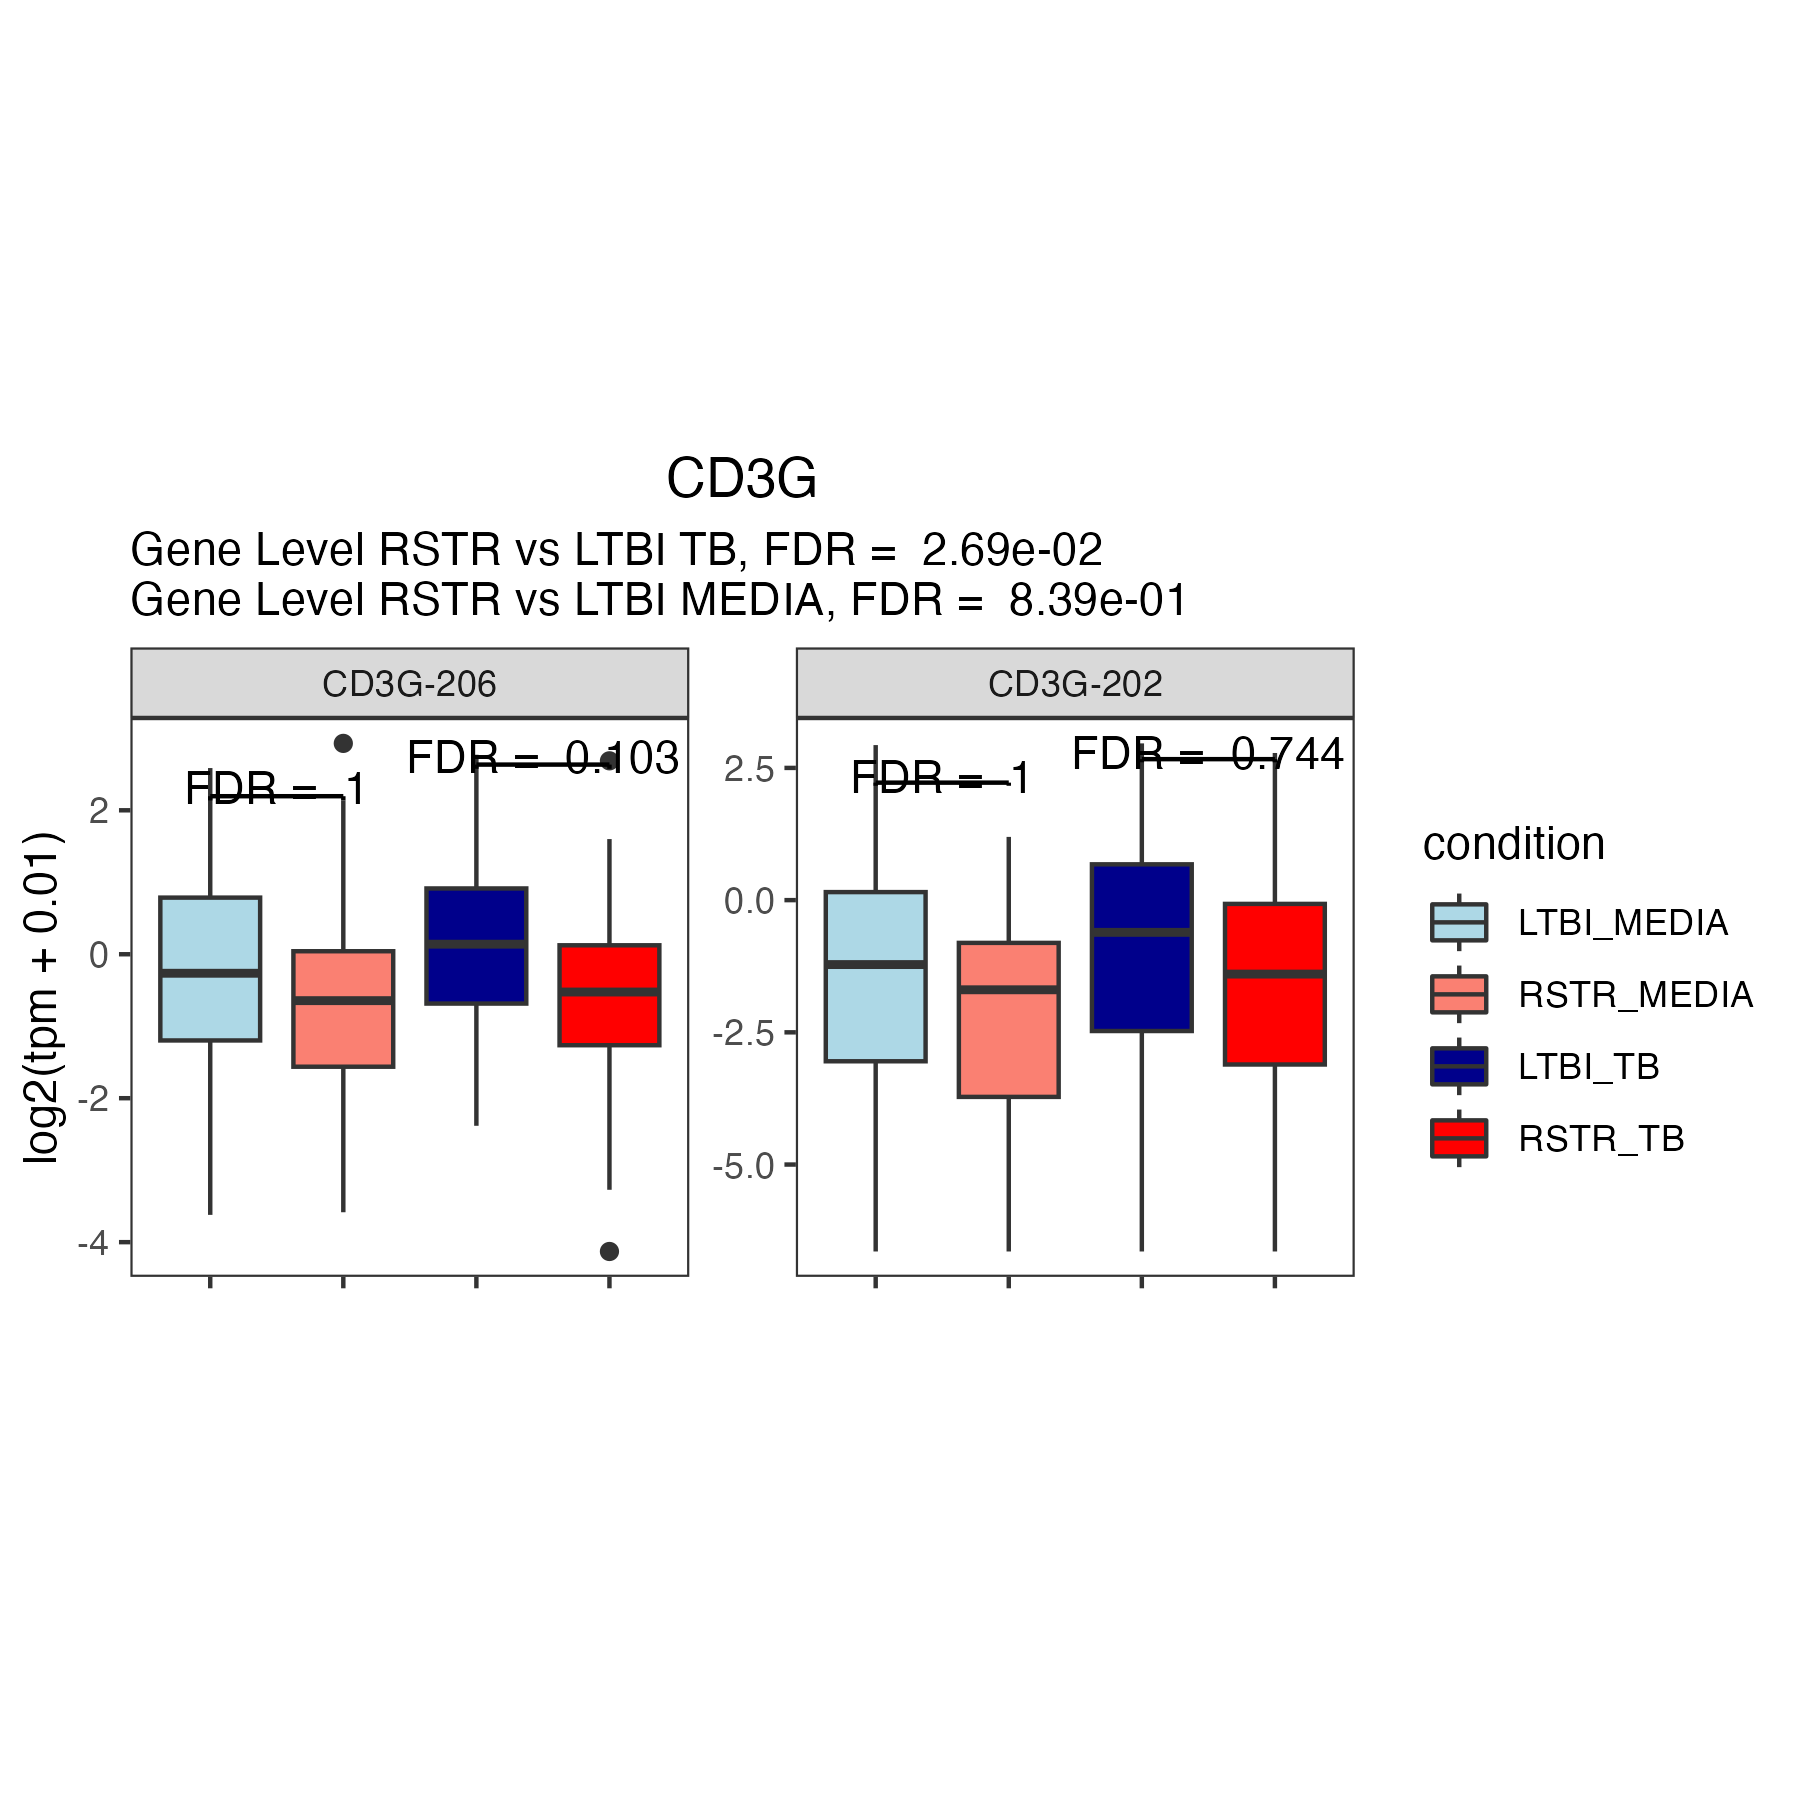 CD3G
Gene Level RSTR vs LTBI TB, FDR =  2.69e-02
Gene Level RSTR vs LTBI MEDIA, FDR =  8.39e-01
CD3G-206
CD3G-202
FDR =  1
FDR =  0.103
FDR =  1
FDR =  0.744
2
0
-2
-4
2.5
0.0
-2.5
-5.0
log2(tpm + 0.01)
condition
LTBI_MEDIA
RSTR_MEDIA
LTBI_TB
RSTR_TB